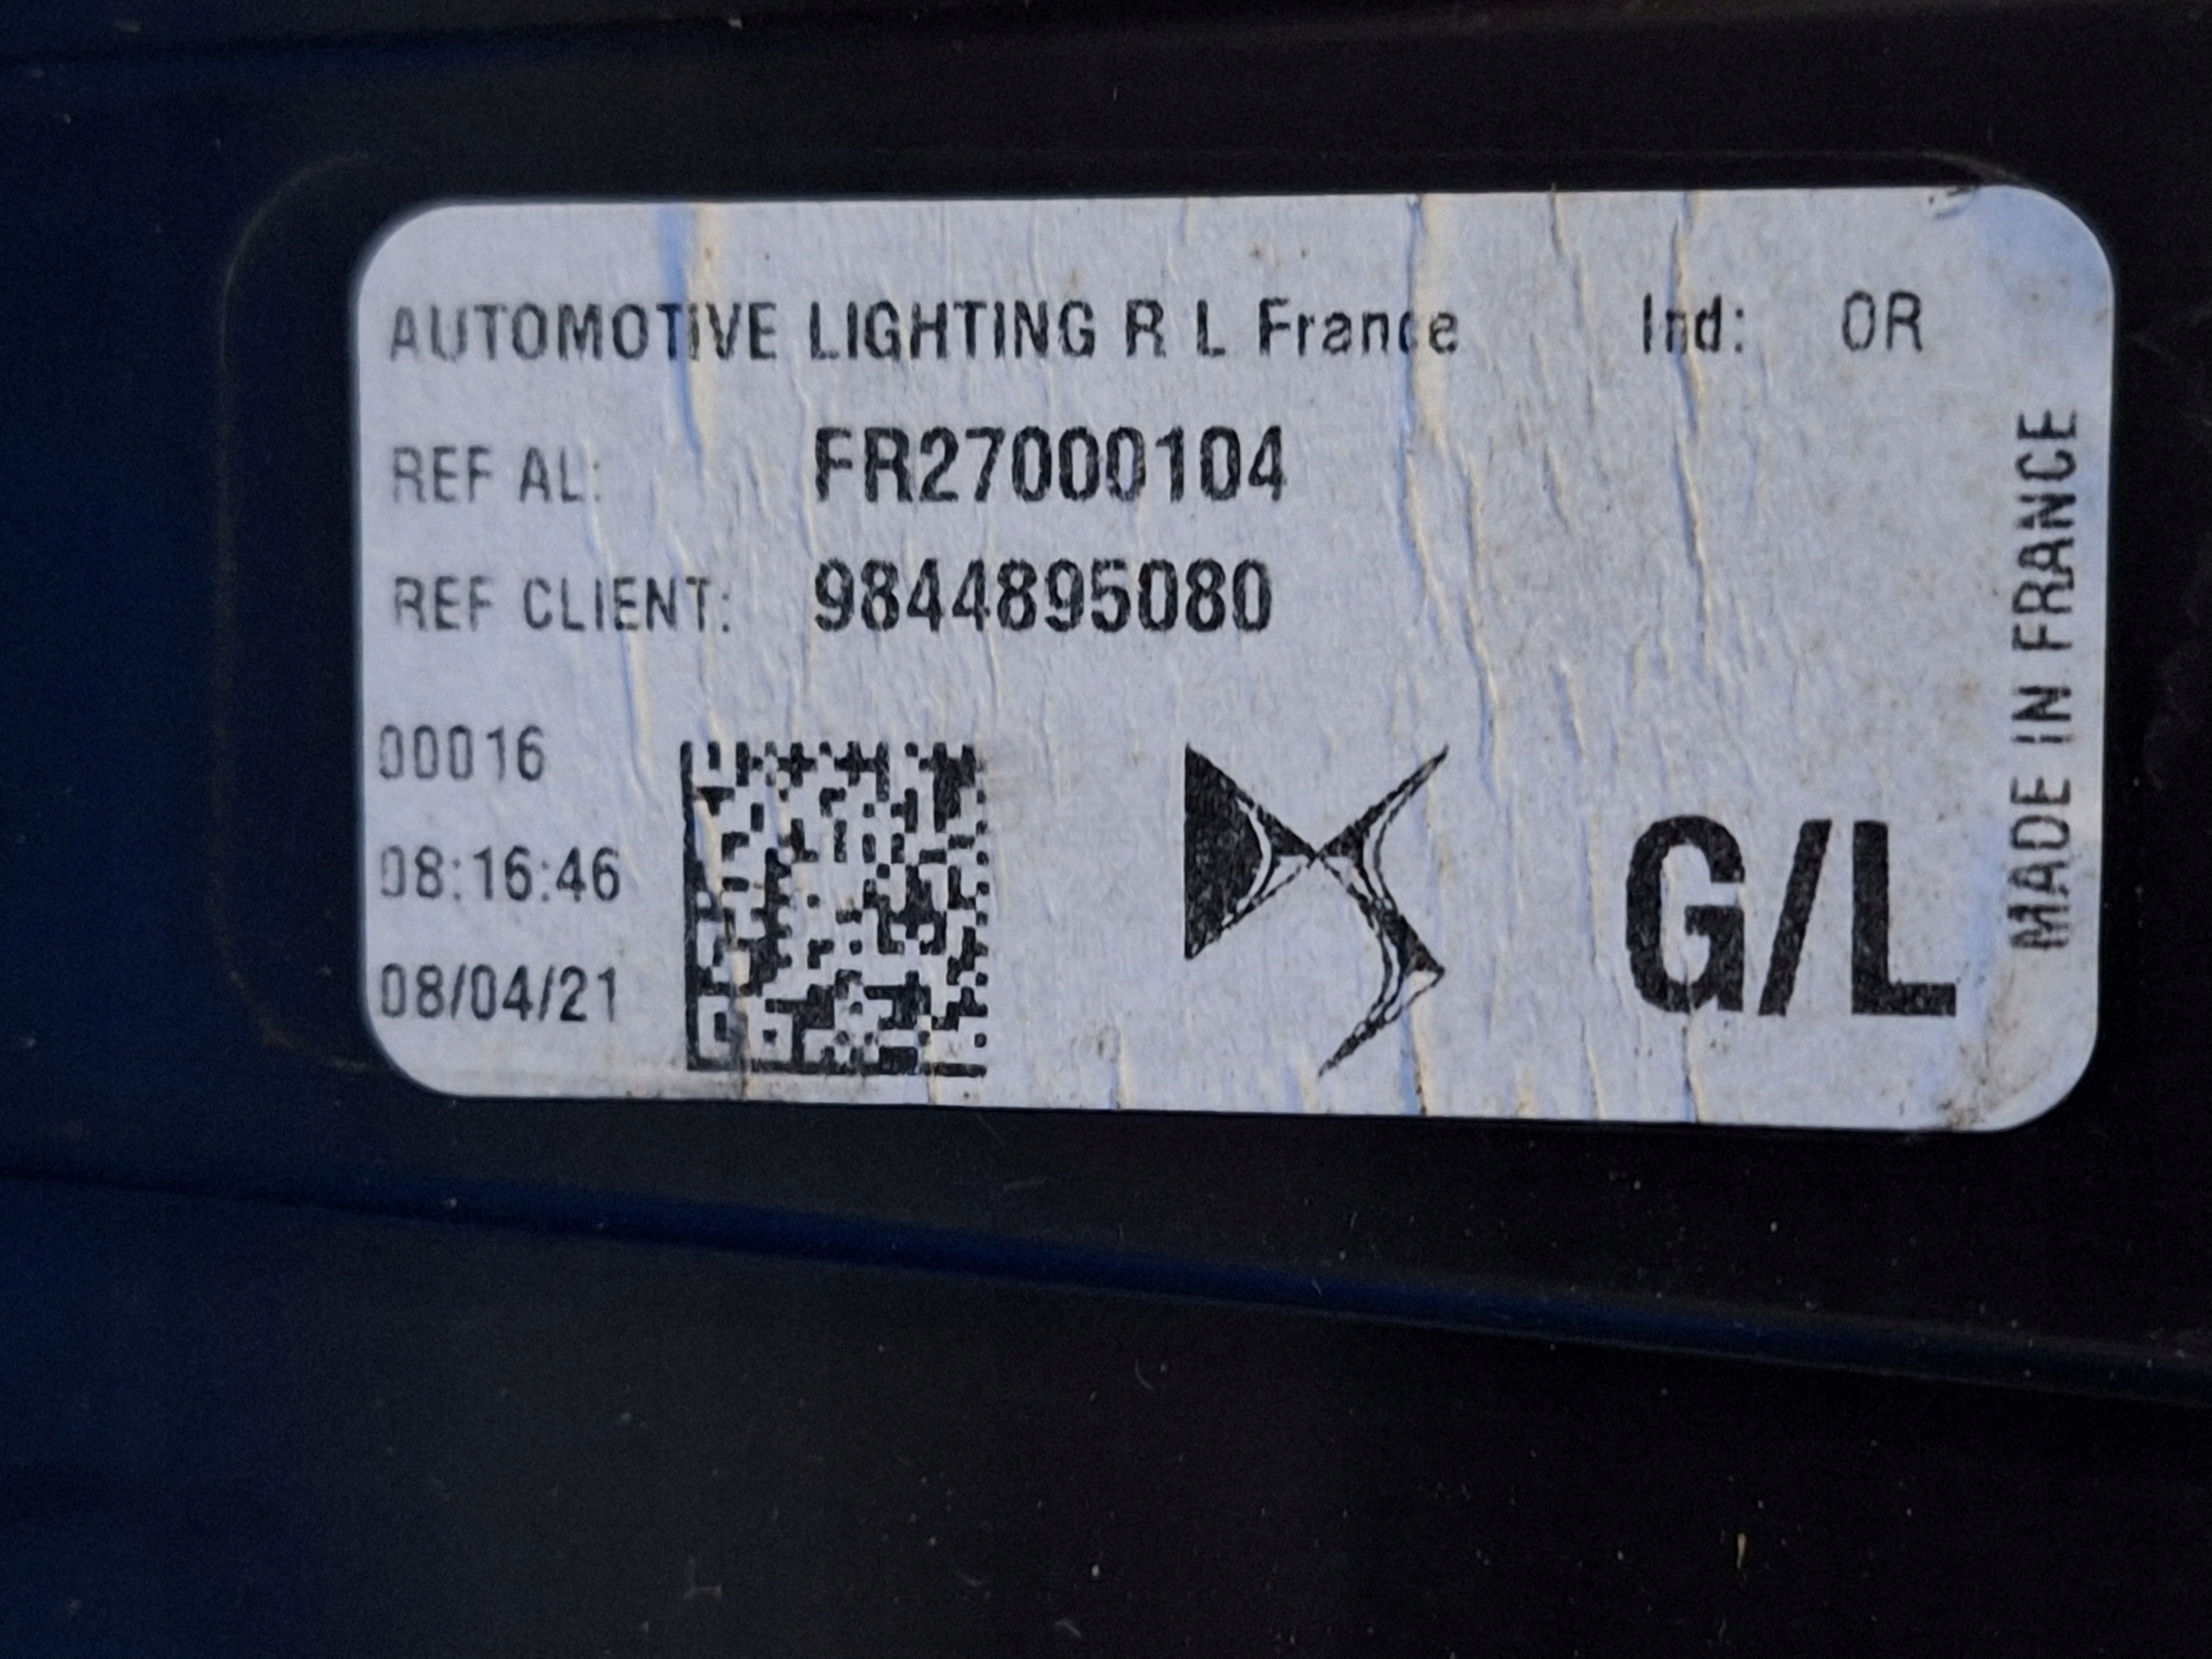 AUTOMOTIVE LIGHTING R L France Ind: OR
REF AL: FR27000104
REF CLIENT: 9844895080
00016
08:16:46
08/04/21
G/L
MADE IN FRANCE